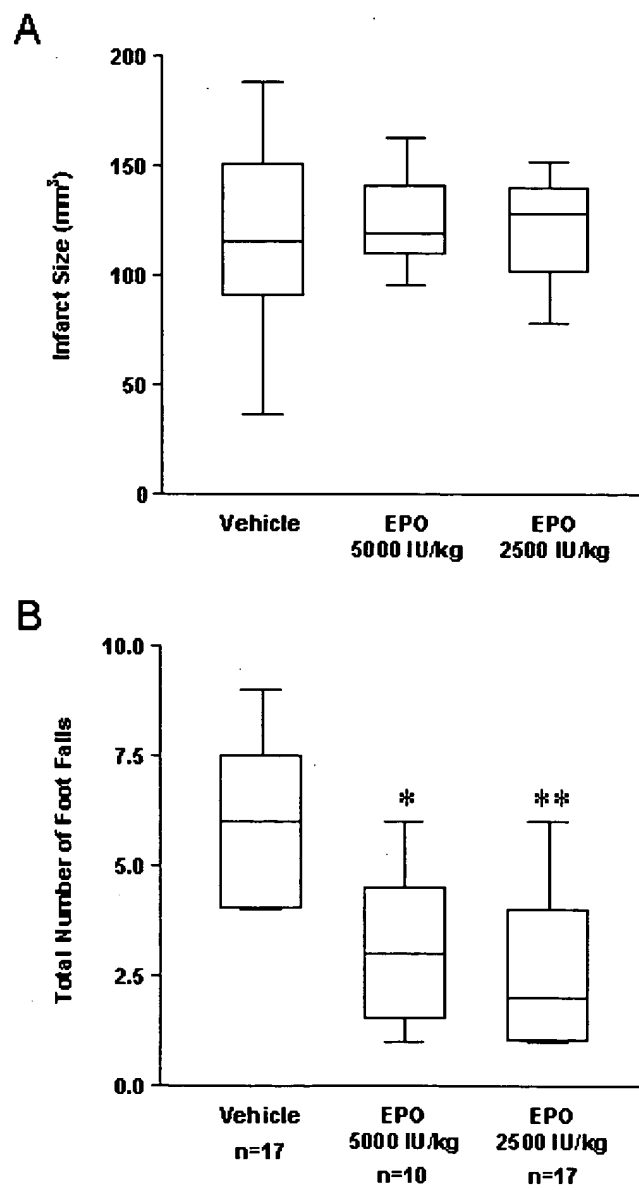 A
200
150
100
50
0
Infarct Size (mm³)
Vehicle
EPO
5000 IU/kg
EPO
2500 IU/kg
B
10.0
7.5
5.0
2.5
0.0
Total Number of Foot Falls
*
**
Vehicle
n=17
EPO
5000 IU/kg
n=10
EPO
2500 IU/kg
n=17